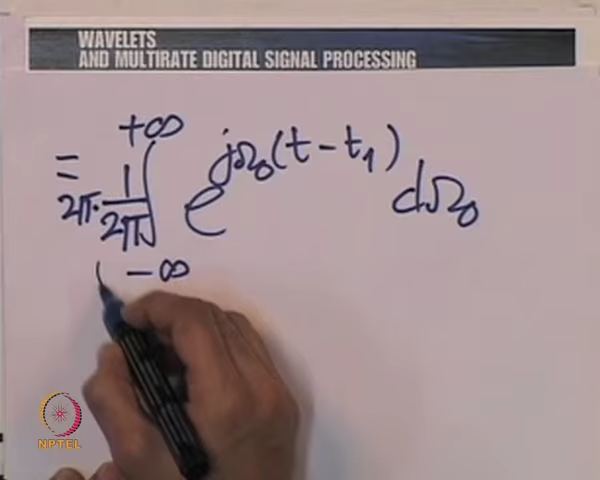 WAVELETS
AND MULTIRATE DIGITAL SIGNAL PROCESSING
= 2π · 1/2π ∫_{-∞}^{+∞} e^{jΩ₀(t - t₁)} dΩ₀
NPTEL